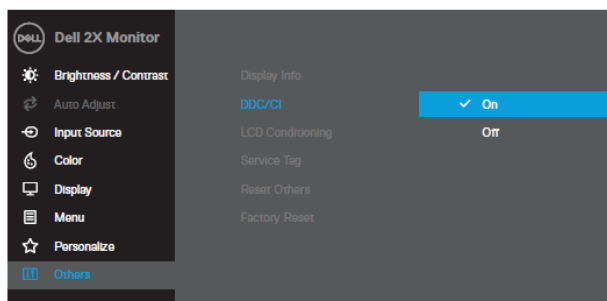 DELL Dell 2X Monitor
Brightness / Contrast Display Info
Auto Adjust DDC/CI On
Input Source LCD Conditioning Off
Color Service Tag
Display Reset Others
Menu Factory Reset
Personalize
Others